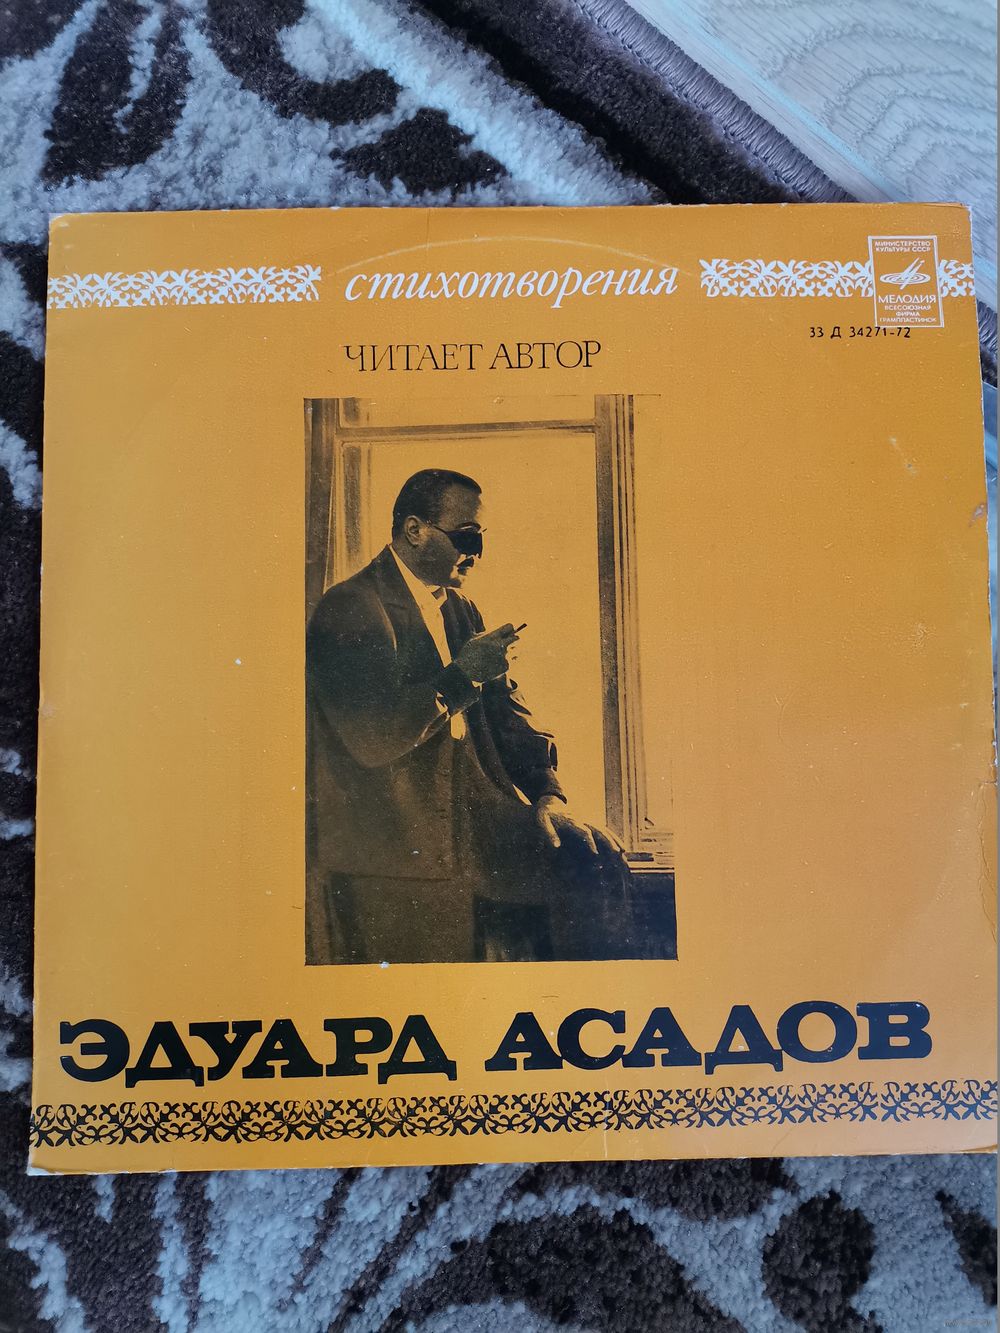 МИНИСТЕРСТВО
КУЛЬТУРЫ СССР
МЕЛОДИЯ
ВСЕСОЮЗНАЯ
ФИРМА
ГРАМПЛАСТИНОК
стихотворения
33 Д 34271-72
ЧИТАЕТ АВТОР
ЭДУАРД АСАДОВ